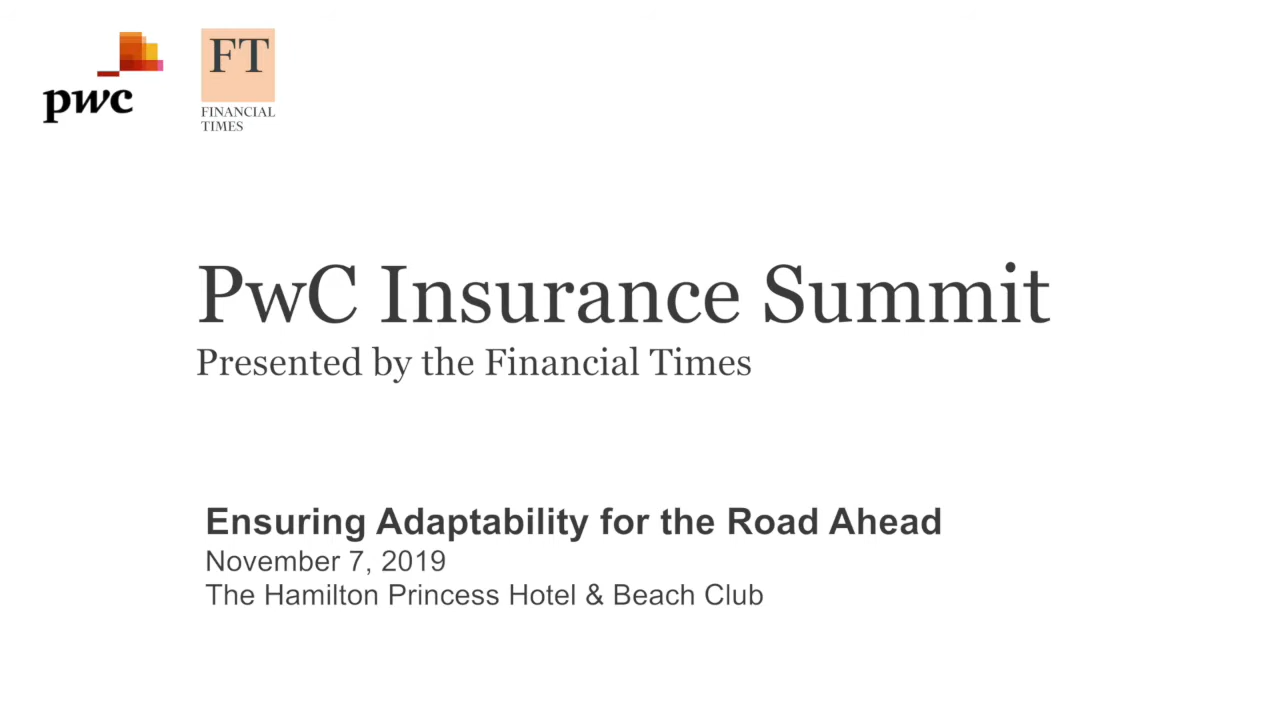 pwc
FT
FINANCIAL
TIMES
PwC Insurance Summit
Presented by the Financial Times
Ensuring Adaptability for the Road Ahead
November 7, 2019
The Hamilton Princess Hotel & Beach Club